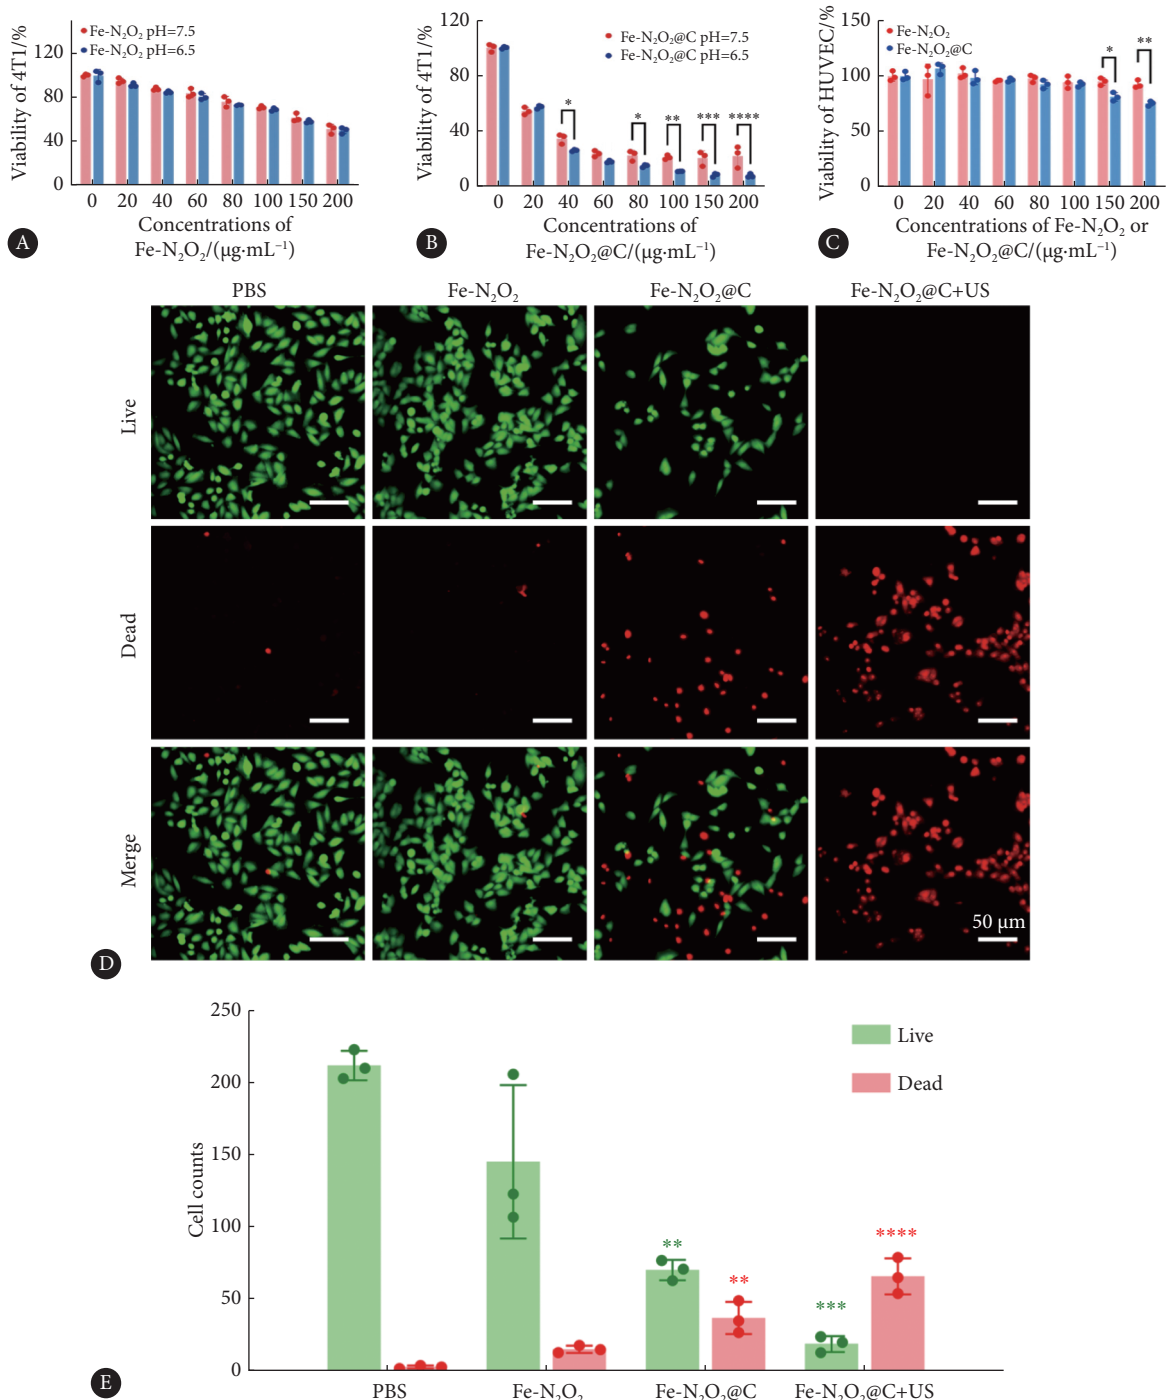 Viability of 4T1/%
120
80
40
0
Fe-N₂O₂ pH=7.5
Fe-N₂O₂ pH=6.5
0 20 40 60 80 100 150 200
Concentrations of
Fe-N₂O₂/(μg·mL⁻¹)
A
Viability of 4T1/%
120
80
40
0
Fe-N₂O₂@C pH=7.5
Fe-N₂O₂@C pH=6.5
* * ** *** ****
0 20 40 60 80 100 150 200
Concentrations of
Fe-N₂O₂@C/(μg·mL⁻¹)
B
Viability of HUVEC/%
150
100
50
0
Fe-N₂O₂
Fe-N₂O₂@C
* **
0 20 40 60 80 100 150 200
Concentrations of Fe-N₂O₂ or
Fe-N₂O₂@C/(μg·mL⁻¹)
C
PBS Fe-N₂O₂ Fe-N₂O₂@C Fe-N₂O₂@C+US
Live
Dead
Merge
50 μm
D
Cell counts
250
200
150
100
50
0
Live
Dead
** ** *** ****
PBS Fe-N₂O₂ Fe-N₂O₂@C Fe-N₂O₂@C+US
E